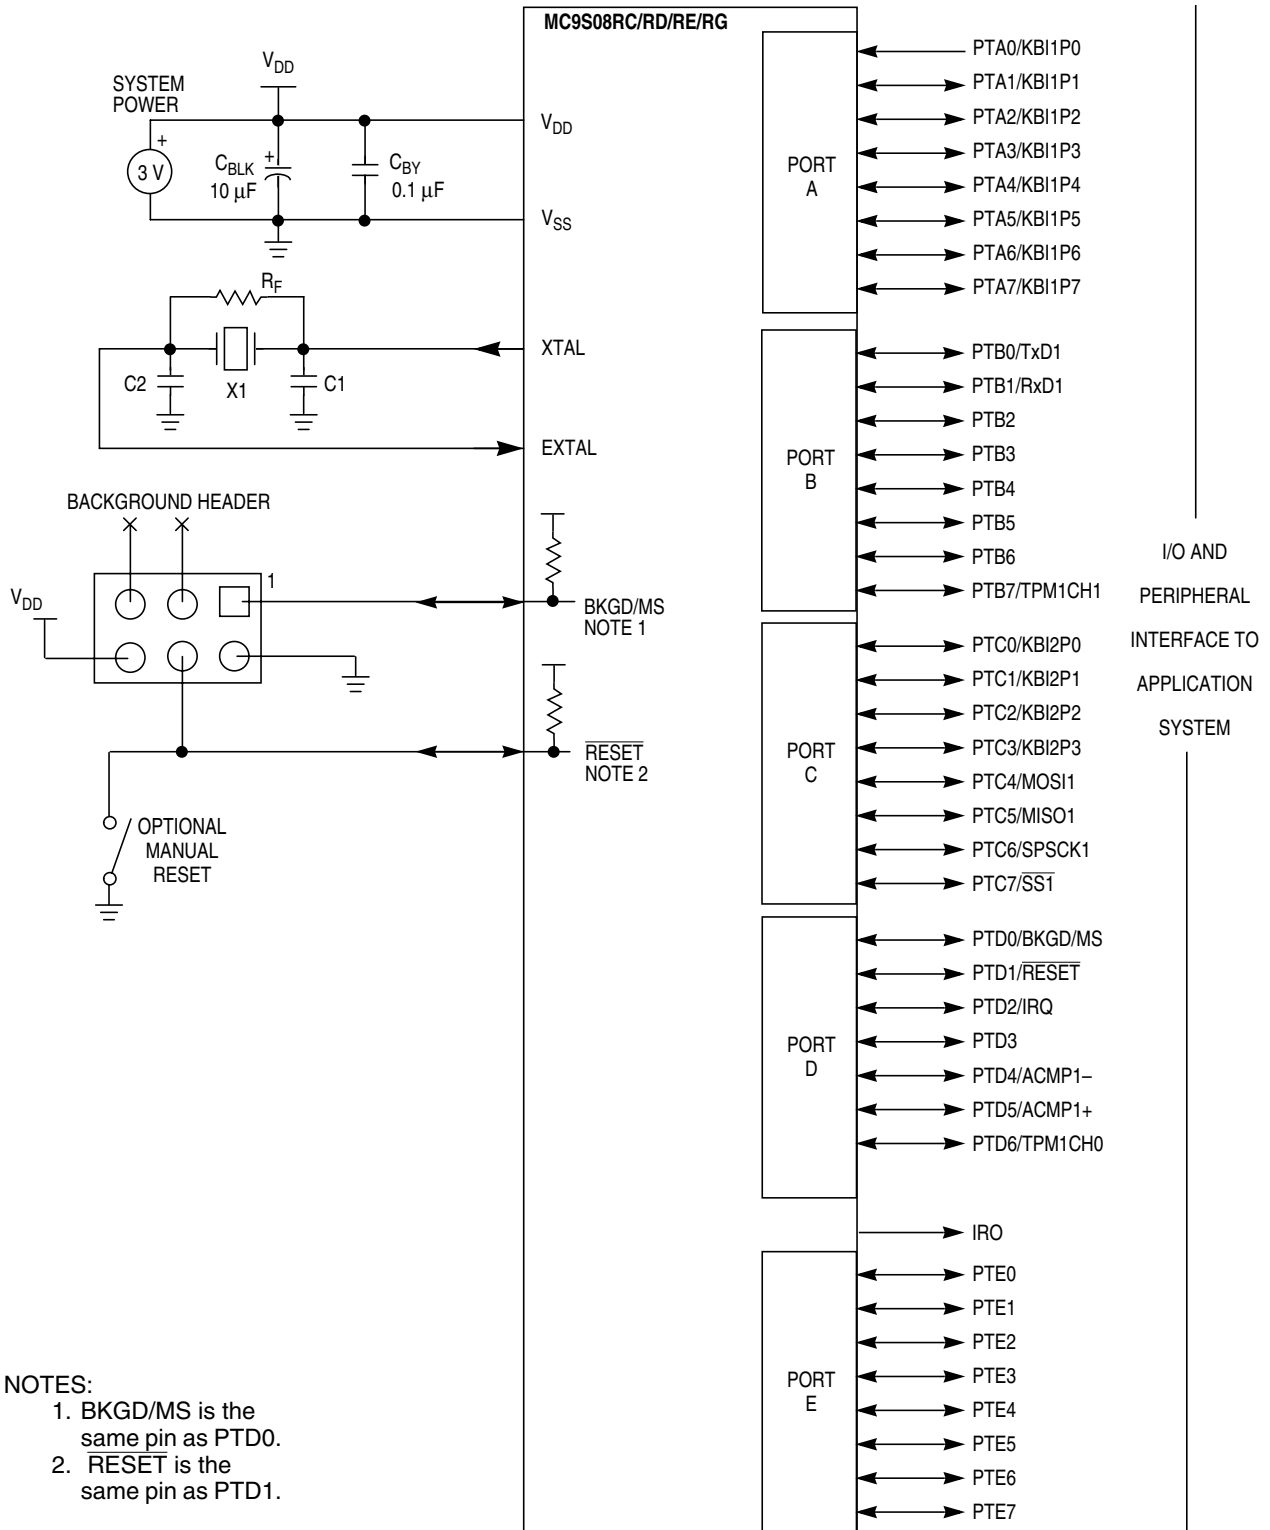 MC9S08RC/RD/RE/RG
V_DD
SYSTEM
POWER
+
3 V
C_BLK
+
10 μF
C_BY
0.1 μF
V_DD
V_SS
R_F
C2
X1
C1
XTAL
EXTAL
BACKGROUND HEADER
1
V_DD
BKGD/MS
NOTE 1
RESET
NOTE 2
OPTIONAL
MANUAL
RESET
PORT
A
PTA0/KBI1P0
PTA1/KBI1P1
PTA2/KBI1P2
PTA3/KBI1P3
PTA4/KBI1P4
PTA5/KBI1P5
PTA6/KBI1P6
PTA7/KBI1P7
PORT
B
PTB0/TxD1
PTB1/RxD1
PTB2
PTB3
PTB4
PTB5
PTB6
PTB7/TPM1CH1
PORT
C
PTC0/KBI2P0
PTC1/KBI2P1
PTC2/KBI2P2
PTC3/KBI2P3
PTC4/MOSI1
PTC5/MISO1
PTC6/SPSCK1
PTC7/SS1
PORT
D
PTD0/BKGD/MS
PTD1/RESET
PTD2/IRQ
PTD3
PTD4/ACMP1–
PTD5/ACMP1+
PTD6/TPM1CH0
IRO
PORT
E
PTE0
PTE1
PTE2
PTE3
PTE4
PTE5
PTE6
PTE7
I/O AND
PERIPHERAL
INTERFACE TO
APPLICATION
SYSTEM
NOTES:
1. BKGD/MS is the
same pin as PTD0.
2. RESET is the
same pin as PTD1.